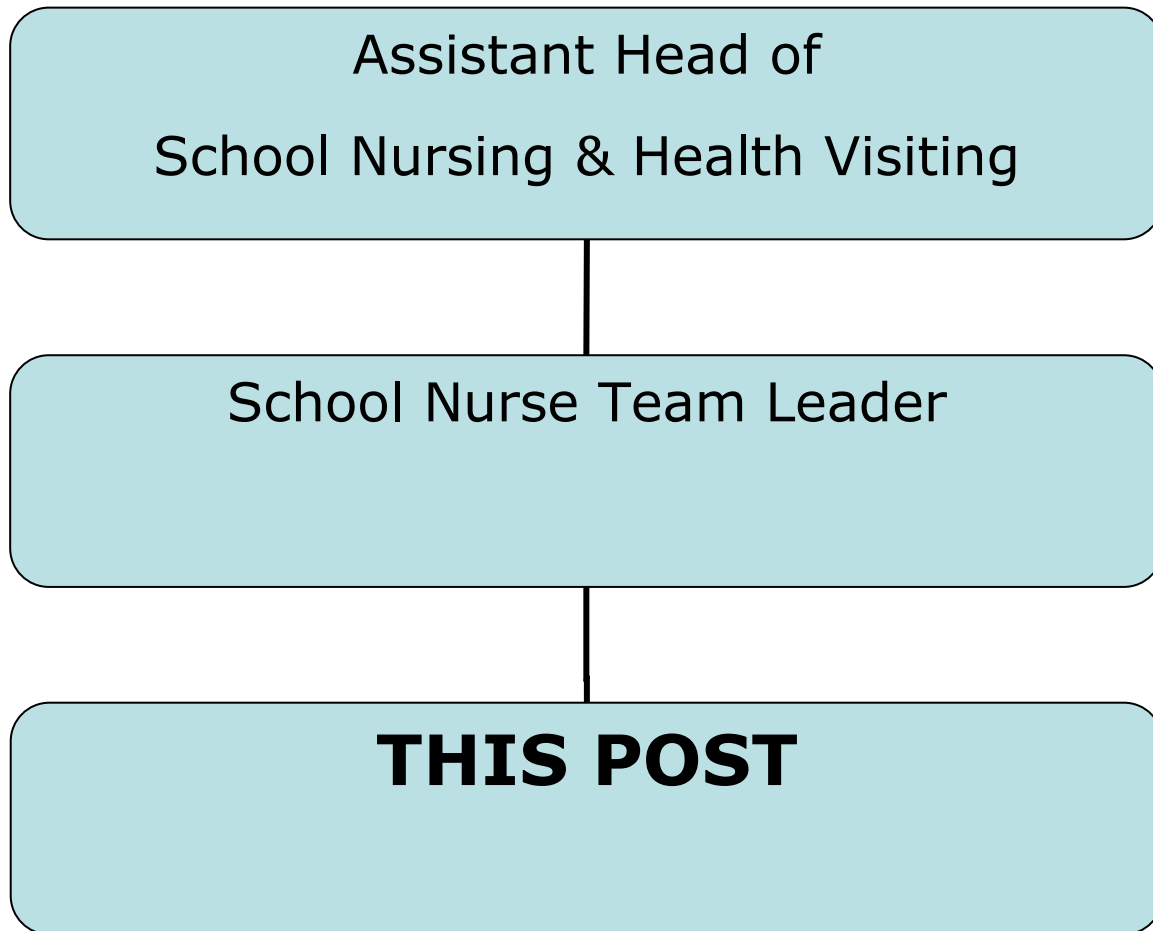 Assistant Head of
School Nursing & Health Visiting
School Nurse Team Leader
THIS POST